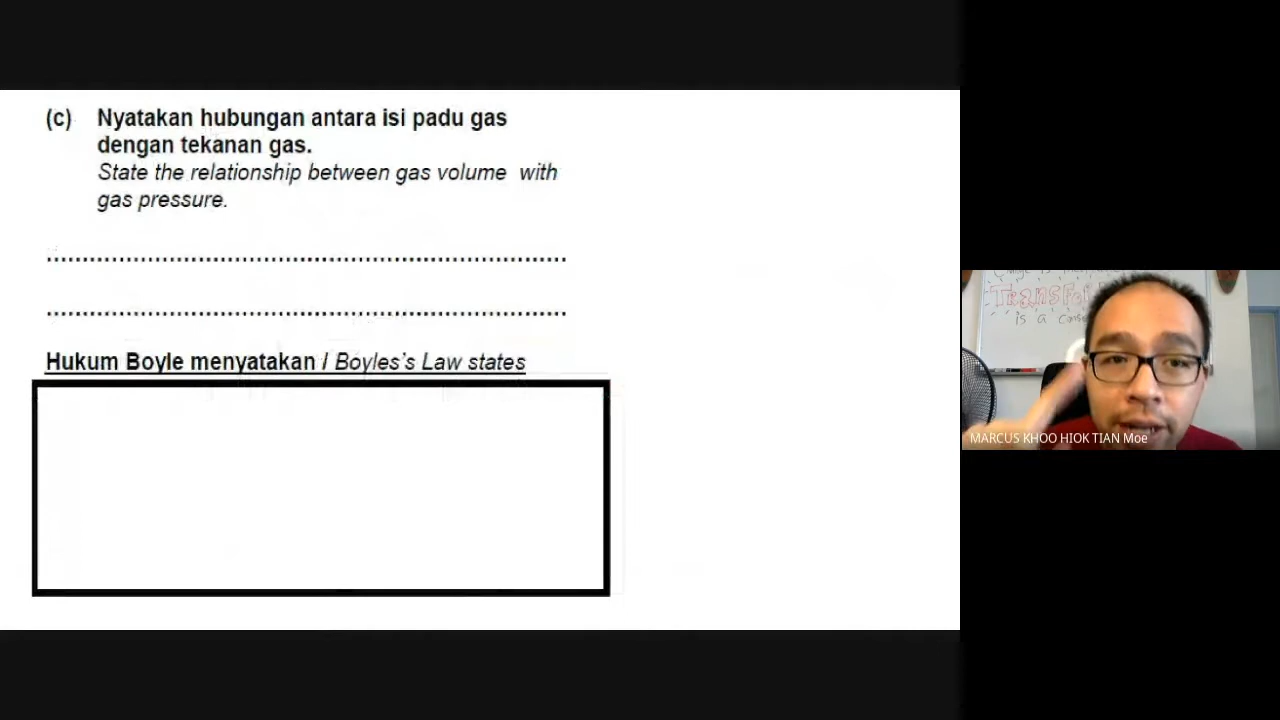 (c) Nyatakan hubungan antara isi padu gas
dengan tekanan gas.
State the relationship between gas volume with
gas pressure.
Hukum Boyle menyatakan / Boyles's Law states
is a
MARCUS KHOO HIOK TIAN Moe